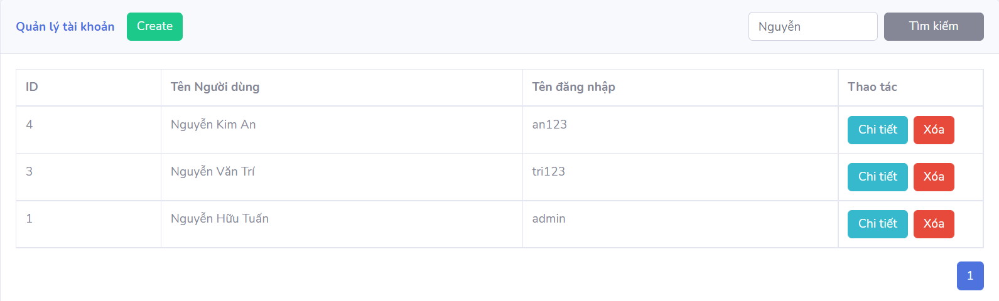 Quản lý tài khoản Create Nguyễn Tìm kiếm
ID Tên Người dùng Tên đăng nhập Thao tác
4 Nguyễn Kim An an123 Chi tiết Xóa
3 Nguyễn Văn Trí tri123 Chi tiết Xóa
1 Nguyễn Hữu Tuấn admin Chi tiết Xóa
1